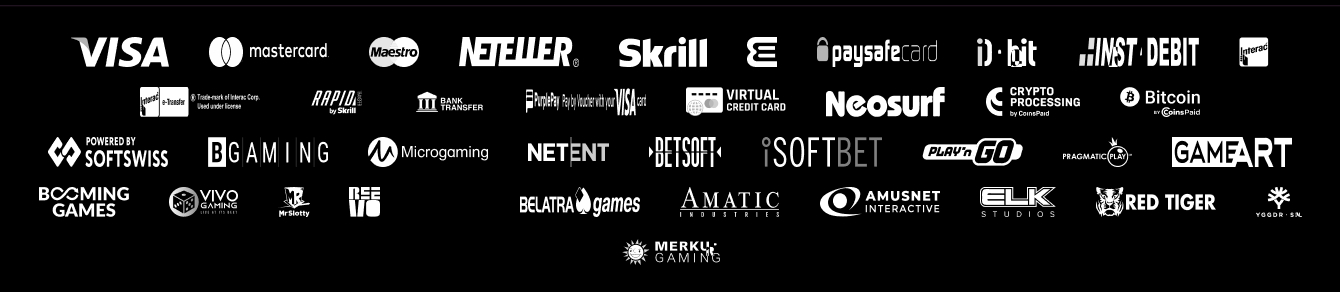 VISA mastercard Maestro NETELLER® Skrill paysafecard iD·bit INST DEBIT Interac
Interac e-Transfer ® Trade-mark of Interac Corp. Used under license RAPID by Skrill BANK TRANSFER PurplePay Pay by Voucher with your VISA card VIRTUAL CREDIT CARD Neosurf CRYPTO PROCESSING by CoinsPaid Bitcoin BY CoinsPaid
POWERED BY SOFTSWISS BGAMING Microgaming NETENT BETSOFT iSOFTBET PLAY'n GO PRAGMATIC PLAY GAMEART
BOOMING GAMES VIVO GAMING MrSlotty REEVO BELATRA games AMATIC INDUSTRIES AMUSNET INTERACTIVE ELK STUDIOS RED TIGER YGGDR·S:L
MERKUR GAMING